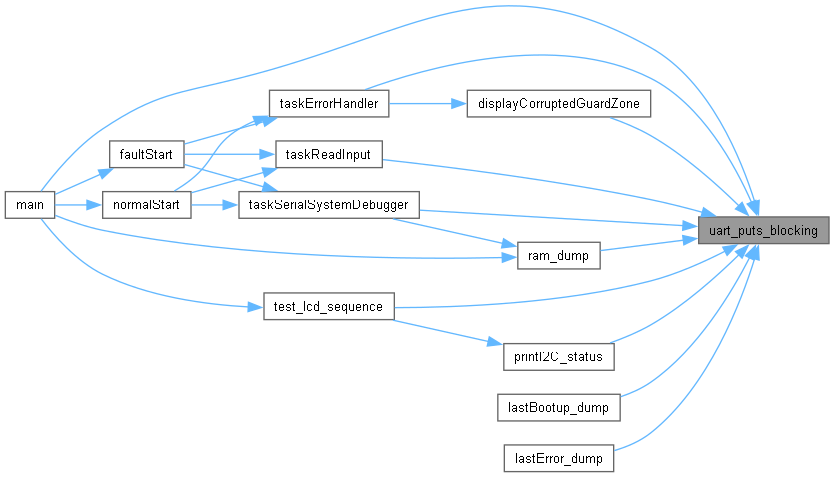 taskErrorHandler
displayCorruptedGuardZone
faultStart
taskReadInput
main
normalStart
taskSerialSystemDebugger
uart_puts_blocking
ram_dump
test_lcd_sequence
printI2C_status
lastBootup_dump
lastError_dump